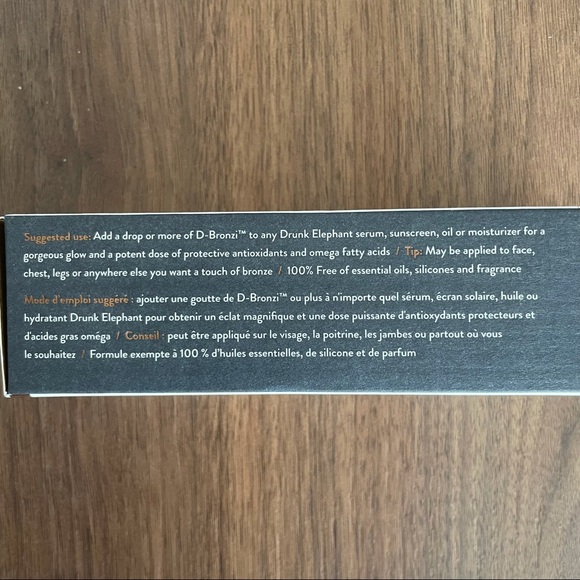 Suggested use: Add a drop or more of D-Bronzi™ to any Drunk Elephant serum, sunscreen, oil or moisturizer for a
gorgeous glow and a potent dose of protective antioxidants and omega fatty acids / Tip: May be applied to face,
chest, legs or anywhere else you want a touch of bronze / 100% Free of essential oils, silicones and fragrance
Mode d'emploi suggéré : ajouter une goutte de D-Bronzi™ ou plus à n'importe quel sérum, écran solaire, huile ou
hydratant Drunk Elephant pour obtenir un éclat magnifique et une dose puissante d'antioxydants protecteurs et
d'acides gras oméga / Conseil : peut être appliqué sur le visage, la poitrine, les jambes ou partout où vous
le souhaitez / Formule exempte à 100 % d'huiles essentielles, de silicone et de parfum